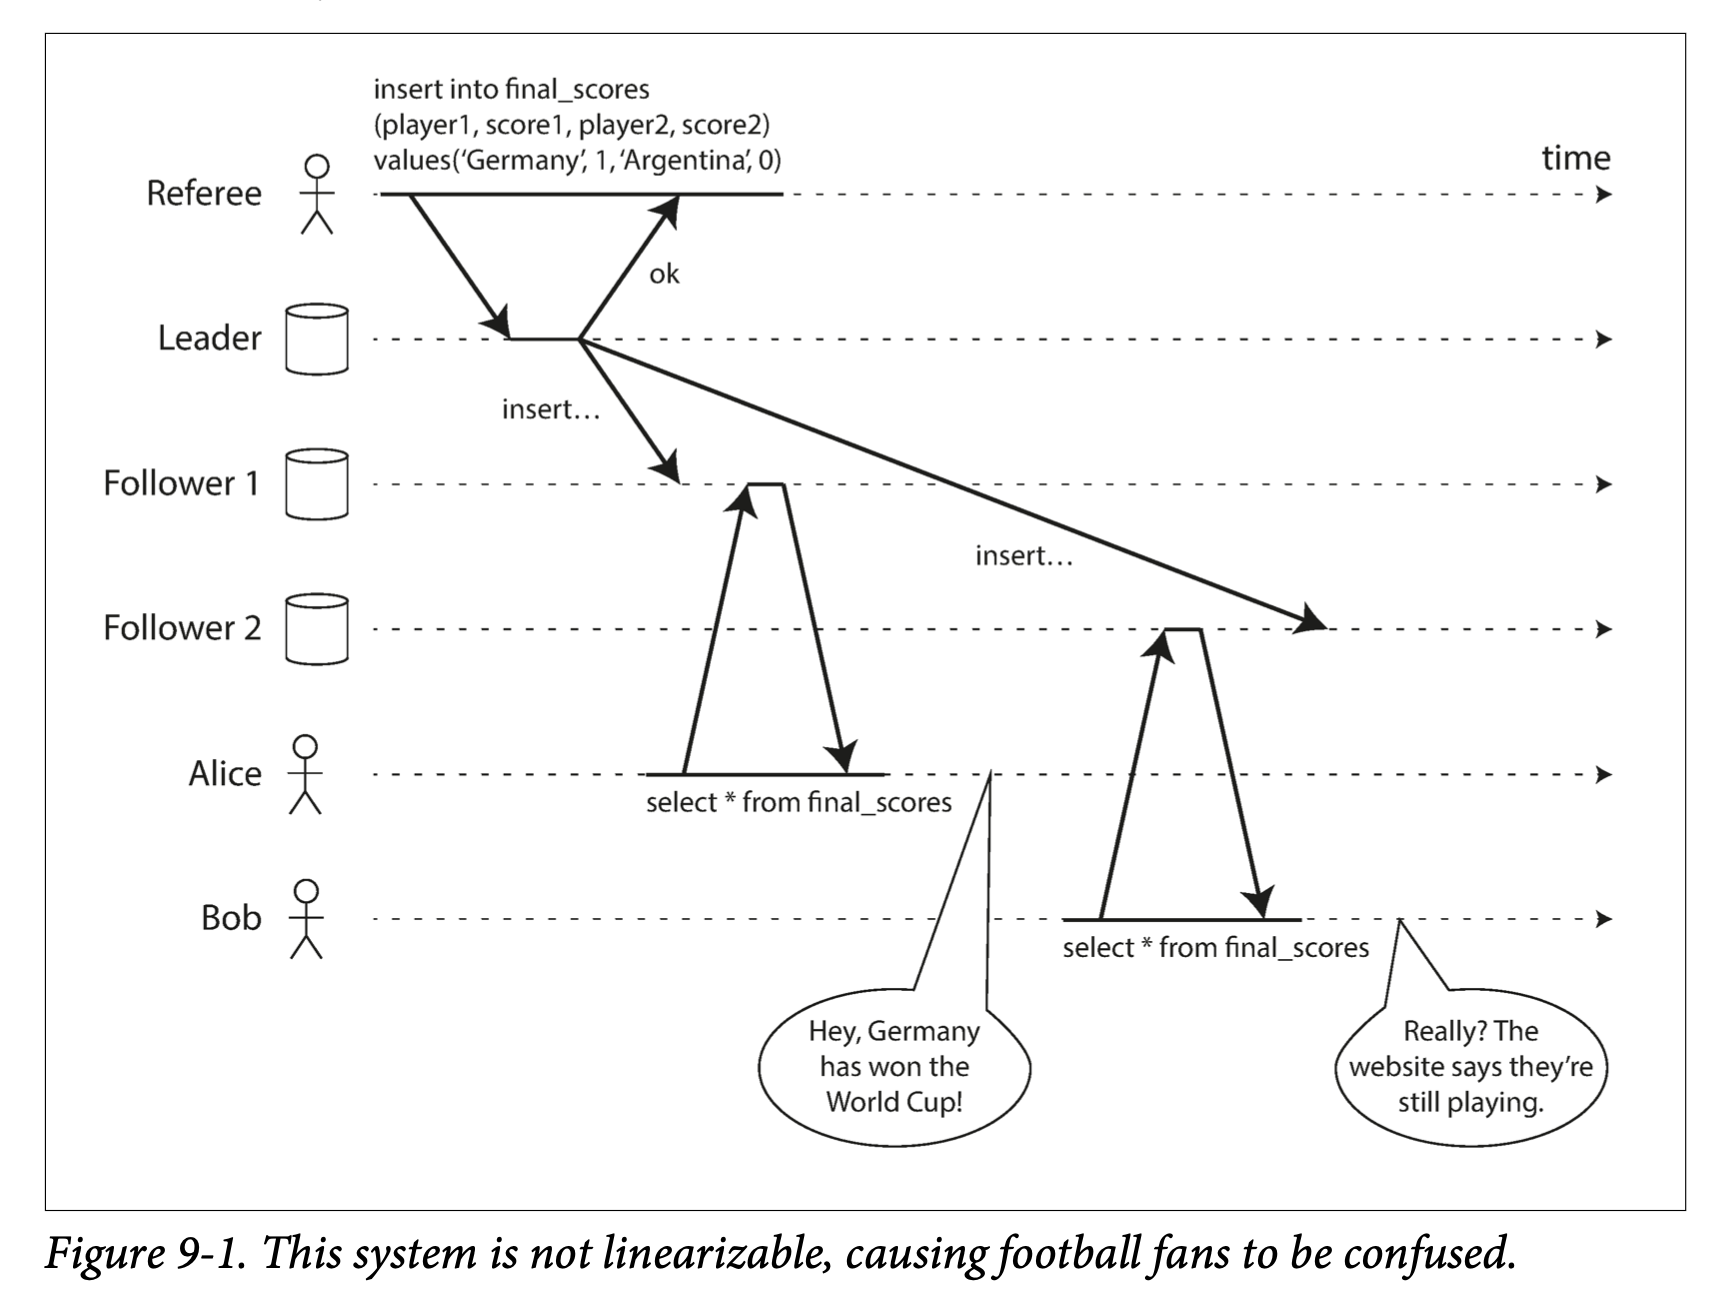 insert into final_scores
(player1, score1, player2, score2)
values(‘Germany’, 1, ‘Argentina’, 0)
time
Referee
ok
Leader
insert…
Follower 1
insert…
Follower 2
Alice
select * from final_scores
Bob
select * from final_scores
Hey, Germany
has won the
World Cup!
Really? The
website says they’re
still playing.
Figure 9-1. This system is not linearizable, causing football fans to be confused.